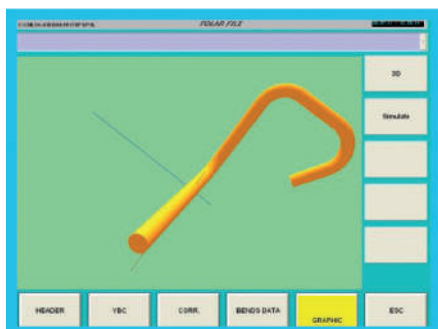 POLAR FILE
3D
Simulate
HEADER
YBC
CORR.
BENDS DATA
GRAPHIC
ESC